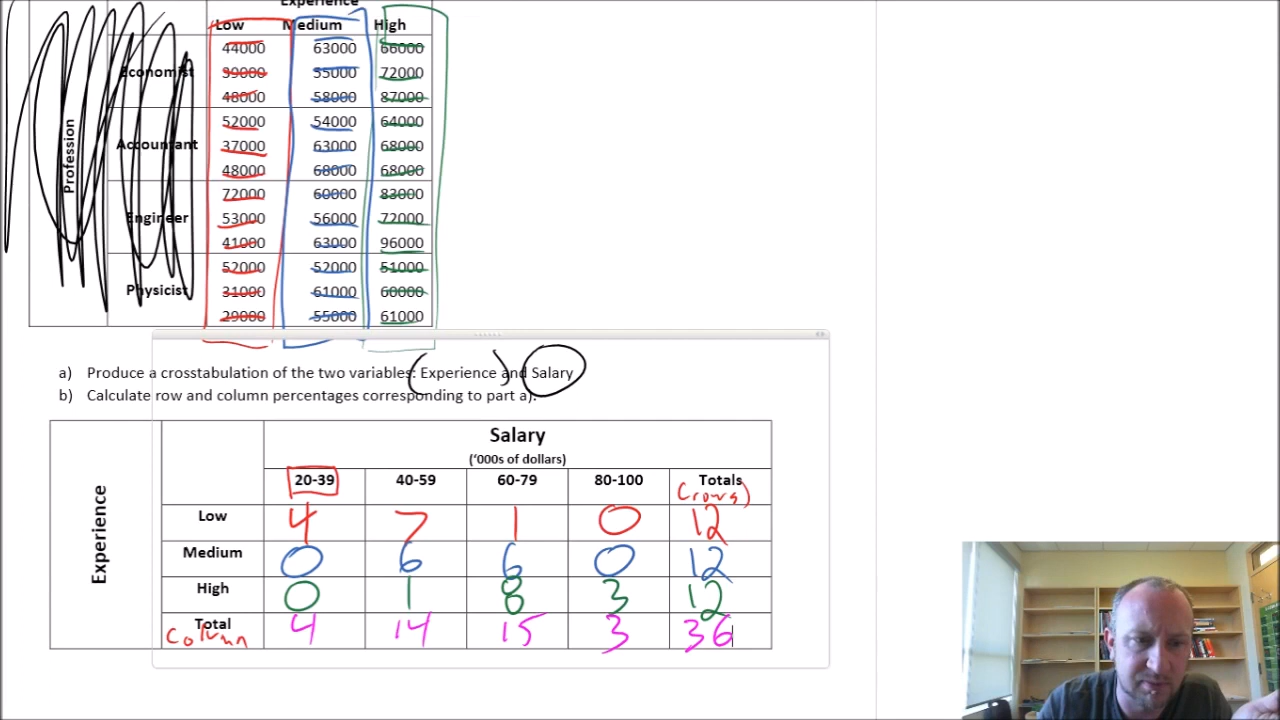 Experience
Low Medium High
44000 63000 66000
Economist 39000 55000 72000
48000 58000 87000
52000 54000 64000
Profession Accountant 37000 63000 68000
48000 68000 68000
72000 60000 83000
Engineer 53000 56000 72000
41000 63000 96000
52000 52000 51000
Physicist 31000 61000 60000
29000 55000 61000
a) Produce a crosstabulation of the two variables: Experience and Salary
b) Calculate row and column percentages corresponding to part a).
Salary
('000s of dollars)
20-39 40-59 60-79 80-100 Totals
(rows)
Experience
Low 4 7 1 0 12
Medium 0 6 6 0 12
High 0 1 8 3 12
Total 4 14 15 3 36
Column